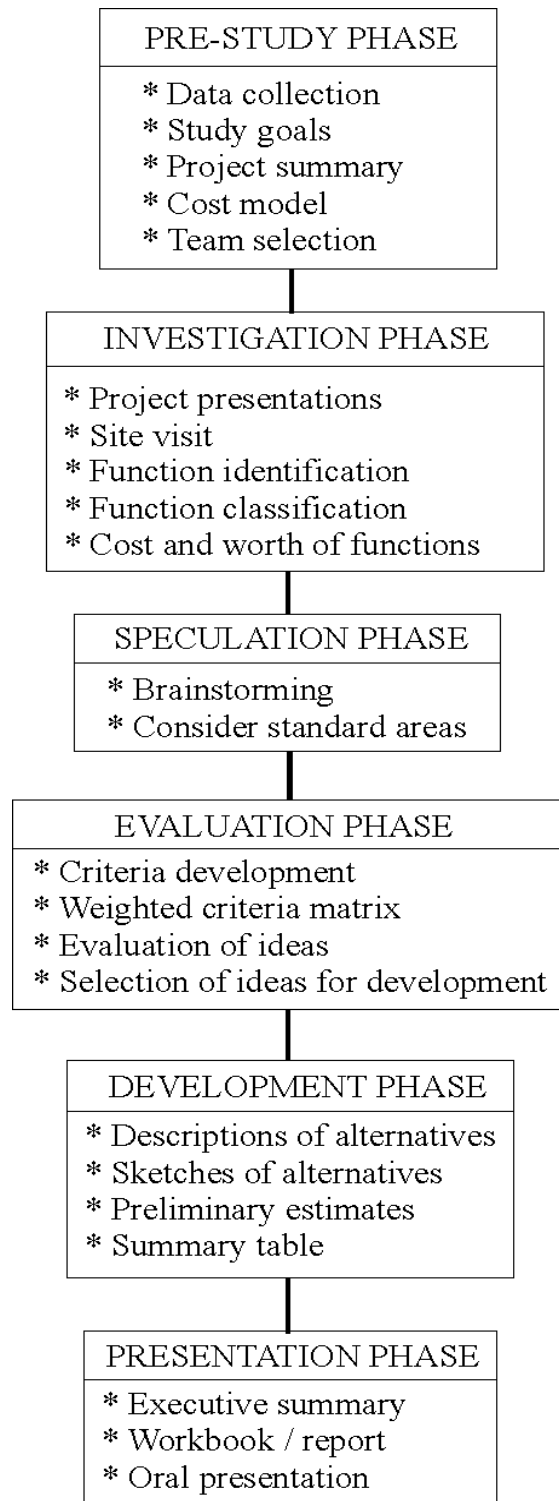 PRE-STUDY PHASE
* Data collection
* Study goals
* Project summary
* Cost model
* Team selection
INVESTIGATION PHASE
* Project presentations
* Site visit
* Function identification
* Function classification
* Cost and worth of functions
SPECULATION PHASE
* Brainstorming
* Consider standard areas
EVALUATION PHASE
* Criteria development
* Weighted criteria matrix
* Evaluation of ideas
* Selection of ideas for development
DEVELOPMENT PHASE
* Descriptions of alternatives
* Sketches of alternatives
* Preliminary estimates
* Summary table
PRESENTATION PHASE
* Executive summary
* Workbook / report
* Oral presentation